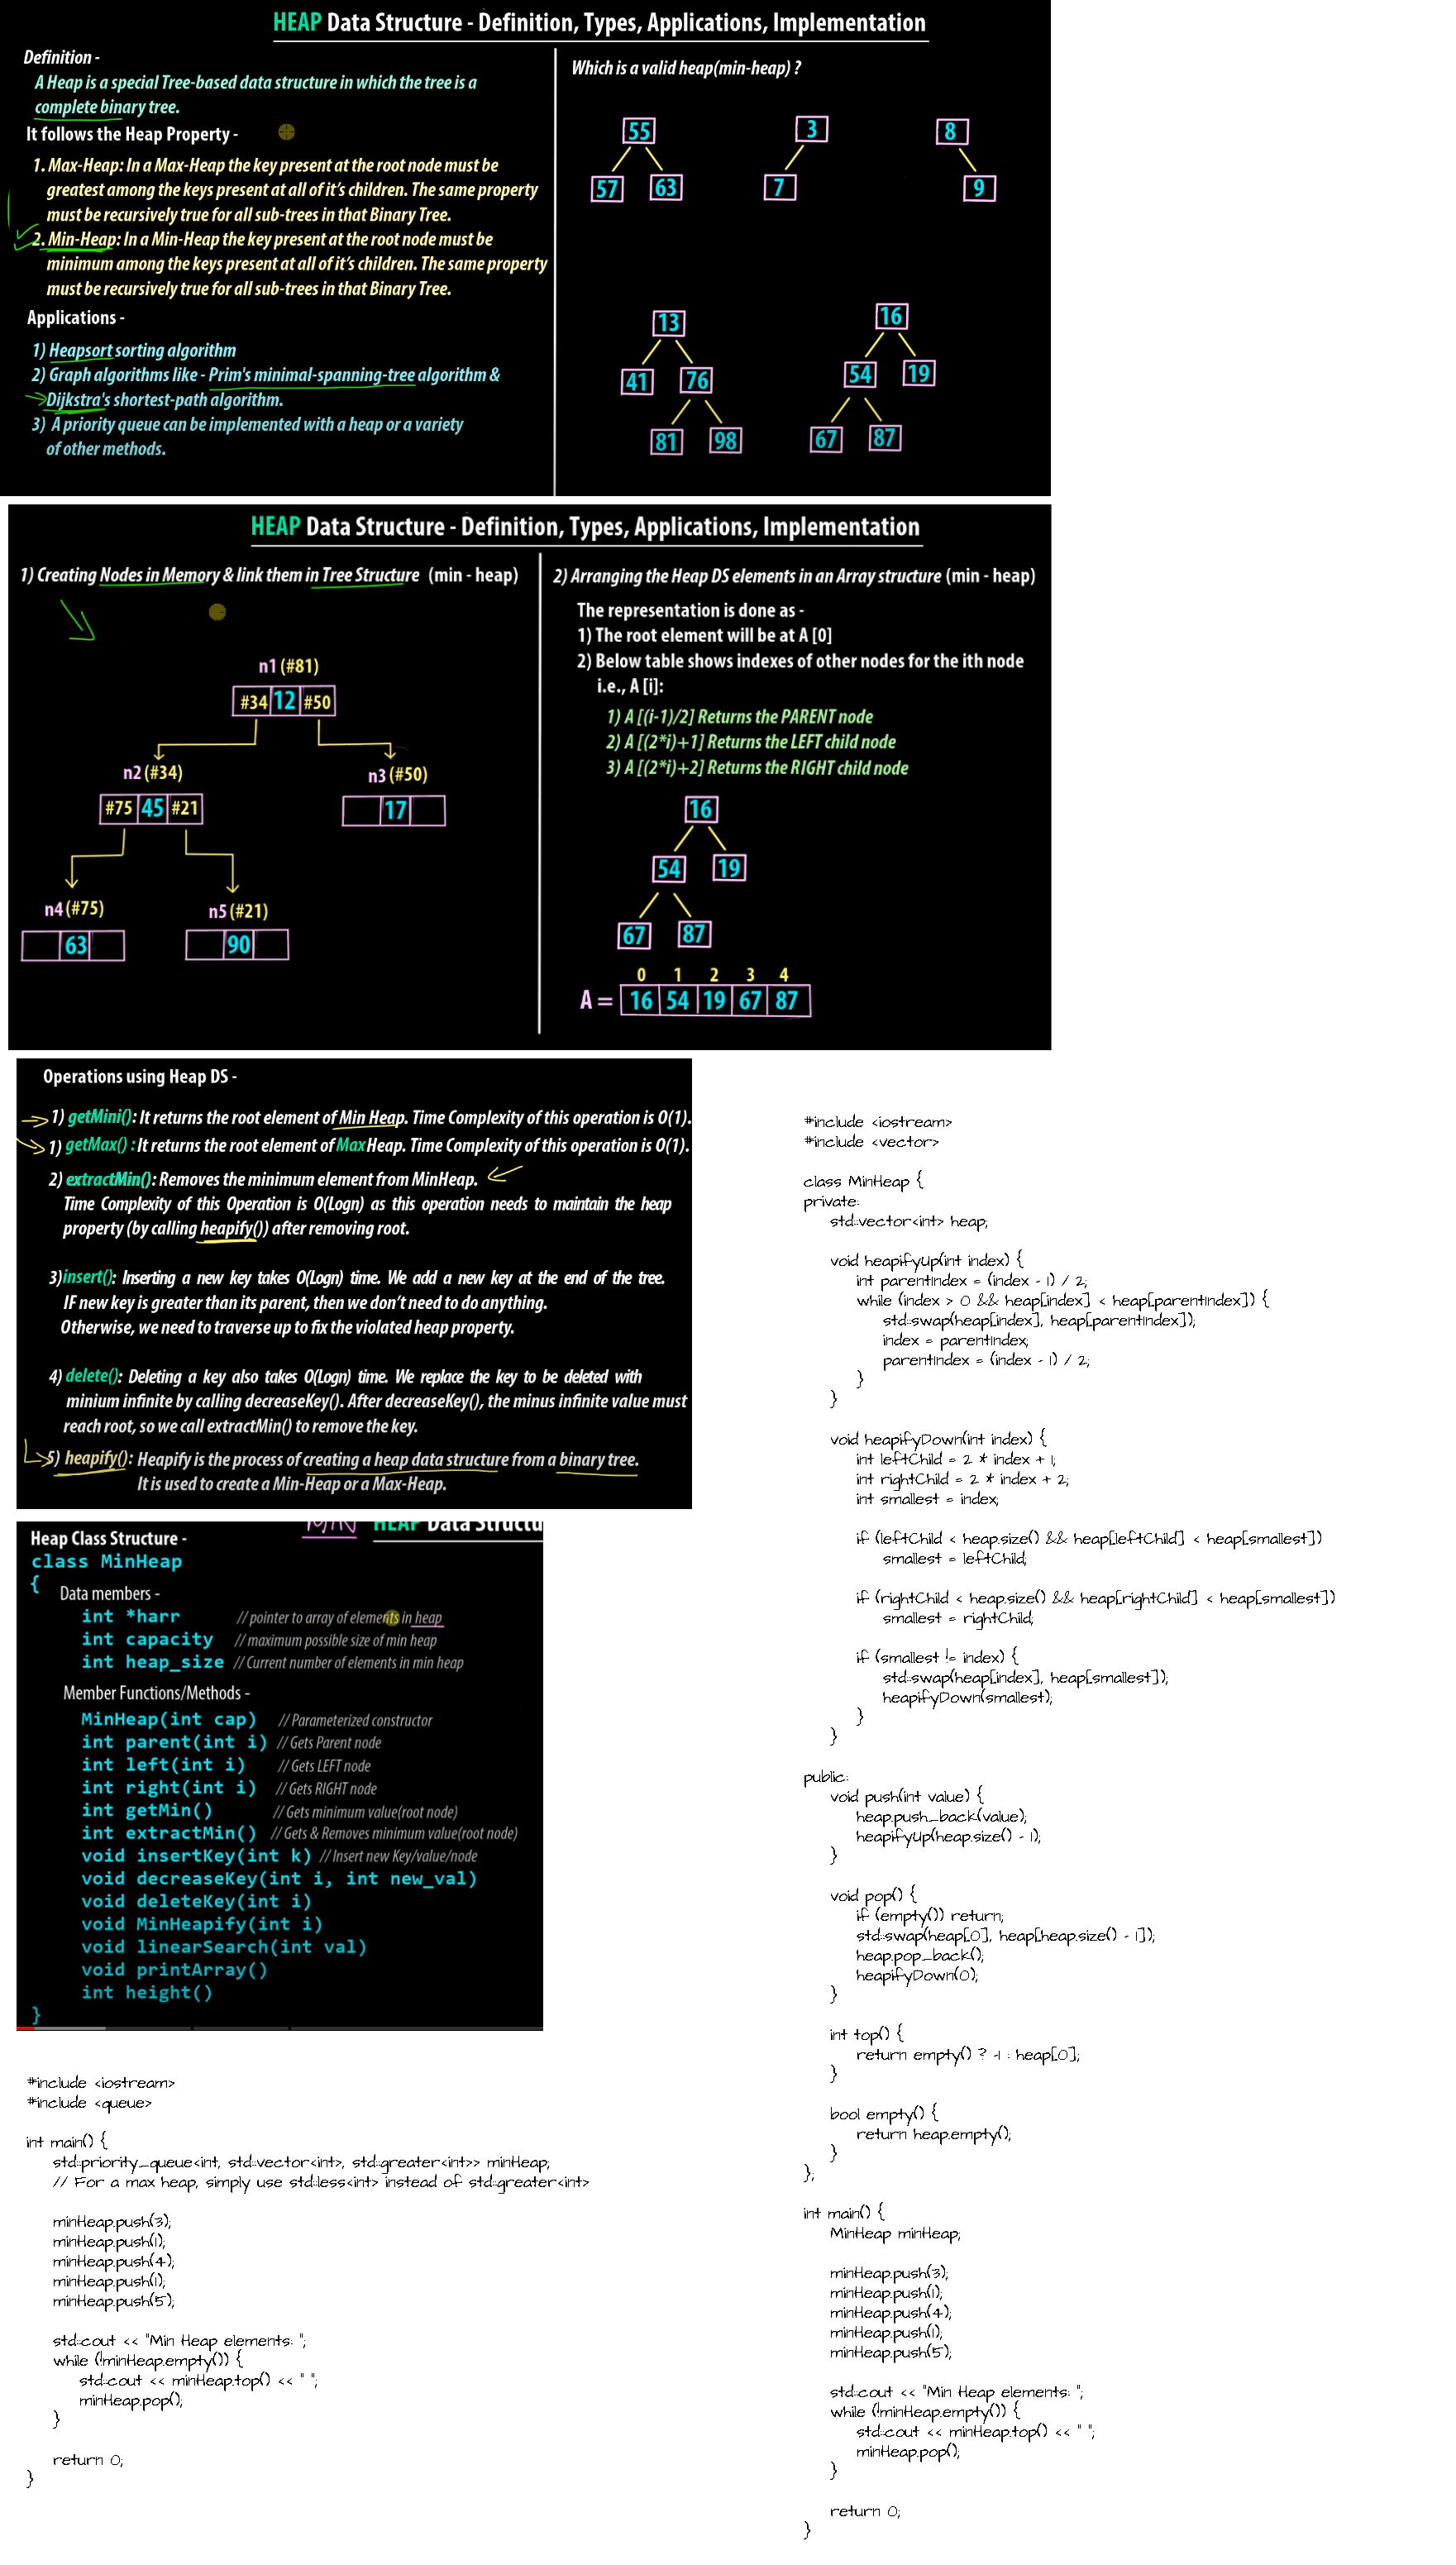 HEAP Data Structure - Definition, Types, Applications, Implementation
Definition -
A Heap is a special Tree-based data structure in which the tree is a
complete binary tree.
It follows the Heap Property -
1. Max-Heap: In a Max-Heap the key present at the root node must be
greatest among the keys present at all of it's children. The same property
must be recursively true for all sub-trees in that Binary Tree.
2. Min-Heap: In a Min-Heap the key present at the root node must be
minimum among the keys present at all of it's children. The same property
must be recursively true for all sub-trees in that Binary Tree.
Applications -
1) Heapsort sorting algorithm
2) Graph algorithms like - Prim's minimal-spanning-tree algorithm &
Dijkstra's shortest-path algorithm.
3) A priority queue can be implemented with a heap or a variety
of other methods.
Which is a valid heap(min-heap) ?
55
57 63
3
7
8
9
13
41 76
81 98
16
54 19
67 87
HEAP Data Structure - Definition, Types, Applications, Implementation
1) Creating Nodes in Memory & link them in Tree Structure (min - heap)
n1 (#81)
#34 12 #50
n2 (#34)
#75 45 #21
n3 (#50)
17
n4 (#75)
63
n5 (#21)
90
2) Arranging the Heap DS elements in an Array structure (min - heap)
The representation is done as -
1) The root element will be at A [0]
2) Below table shows indexes of other nodes for the ith node
i.e., A [i]:
1) A [(i-1)/2] Returns the PARENT node
2) A [(2*i)+1] Returns the LEFT child node
3) A [(2*i)+2] Returns the RIGHT child node
16
54 19
67 87
0 1 2 3 4
A = 16 54 19 67 87
Operations using Heap DS -
1) getMini(): It returns the root element of Min Heap. Time Complexity of this operation is O(1).
1) getMax() : It returns the root element of Max Heap. Time Complexity of this operation is O(1).
2) extractMin(): Removes the minimum element from MinHeap.
Time Complexity of this Operation is O(Logn) as this operation needs to maintain the heap
property (by calling heapify()) after removing root.
3)insert(): Inserting a new key takes O(Logn) time. We add a new key at the end of the tree.
IF new key is greater than its parent, then we don't need to do anything.
Otherwise, we need to traverse up to fix the violated heap property.
4) delete(): Deleting a key also takes O(Logn) time. We replace the key to be deleted with
minium infinite by calling decreaseKey(). After decreaseKey(), the minus infinite value must
reach root, so we call extractMin() to remove the key.
5) heapify(): Heapify is the process of creating a heap data structure from a binary tree.
It is used to create a Min-Heap or a Max-Heap.
MIN HEAP Data Structu
Heap Class Structure -
class MinHeap
{
Data members -
int *harr // pointer to array of elements in heap
int capacity // maximum possible size of min heap
int heap_size // Current number of elements in min heap
Member Functions/Methods -
MinHeap(int cap) // Parameterized constructor
int parent(int i) // Gets Parent node
int left(int i) // Gets LEFT node
int right(int i) // Gets RIGHT node
int getMin() // Gets minimum value(root node)
int extractMin() // Gets & Removes minimum value(root node)
void insertKey(int k) // Insert new Key/value/node
void decreaseKey(int i, int new_val)
void deleteKey(int i)
void MinHeapify(int i)
void linearSearch(int val)
void printArray()
int height()
}
#include <iostream>
#include <queue>
int main() {
std::priority_queue<int, std::vector<int>, std::greater<int>> minHeap;
// For a max heap, simply use std::less<int> instead of std::greater<int>
minHeap.push(3);
minHeap.push(1);
minHeap.push(4);
minHeap.push(1);
minHeap.push(5);
std::cout << "Min Heap elements: ";
while (!minHeap.empty()) {
std::cout << minHeap.top() << " ";
minHeap.pop();
}
return 0;
}
#include <iostream>
#include <vector>
class MinHeap {
private:
std::vector<int> heap;
void heapifyUp(int index) {
int parentIndex = (index - 1) / 2;
while (index > 0 && heap[index] < heap[parentIndex]) {
std::swap(heap[index], heap[parentIndex]);
index = parentIndex;
parentIndex = (index - 1) / 2;
}
}
void heapifyDown(int index) {
int leftChild = 2 * index + 1;
int rightChild = 2 * index + 2;
int smallest = index;
if (leftChild < heap.size() && heap[leftChild] < heap[smallest])
smallest = leftChild;
if (rightChild < heap.size() && heap[rightChild] < heap[smallest])
smallest = rightChild;
if (smallest != index) {
std::swap(heap[index], heap[smallest]);
heapifyDown(smallest);
}
}
public:
void push(int value) {
heap.push_back(value);
heapifyUp(heap.size() - 1);
}
void pop() {
if (empty()) return;
std::swap(heap[0], heap[heap.size() - 1]);
heap.pop_back();
heapifyDown(0);
}
int top() {
return empty() ? -1 : heap[0];
}
bool empty() {
return heap.empty();
}
};
int main() {
MinHeap minHeap;
minHeap.push(3);
minHeap.push(1);
minHeap.push(4);
minHeap.push(1);
minHeap.push(5);
std::cout << "Min Heap elements: ";
while (!minHeap.empty()) {
std::cout << minHeap.top() << " ";
minHeap.pop();
}
return 0;
}